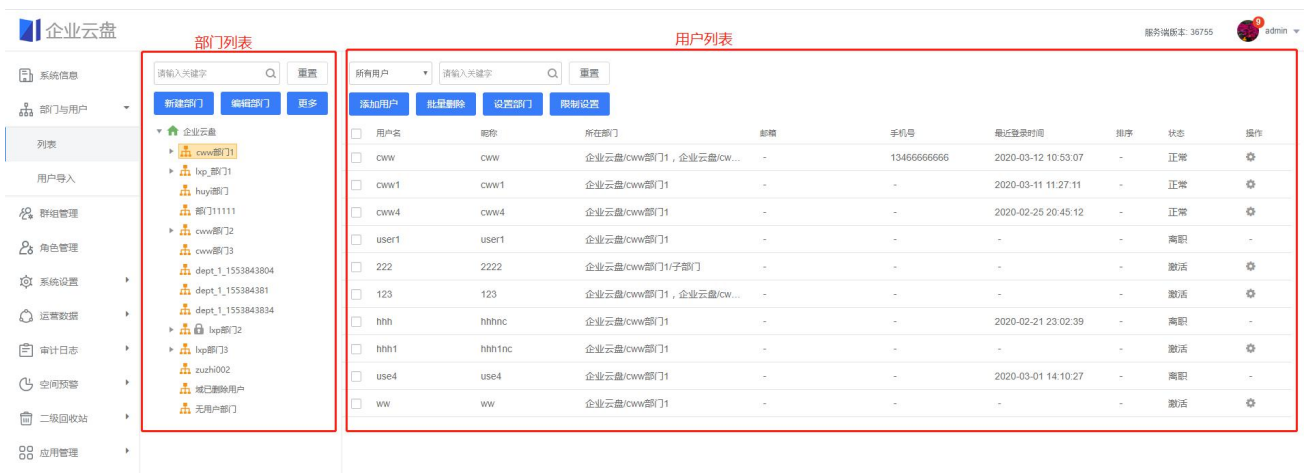 企业云盘
服务端版本: 36755
9
admin
系统信息
部门与用户
列表
用户导入
群组管理
角色管理
系统设置
运营数据
审计日志
空间预警
二级回收站
应用管理
部门列表
请输入关键字
重置
新建部门 编辑部门 更多
企业云盘
cww部门1
lxp_部门1
huyi部门
部门11111
cww部门2
cww部门3
dept_1_1553843804
dept_1_155384381
dept_1_1553843834
lxp部门2
lxp部门3
zuzhi002
域已删除用户
无用户部门
用户列表
所有用户 请输入关键字 重置
添加用户 批量删除 设置部门 限制设置
用户名 昵称 所在部门 邮箱 手机号 最近登录时间 排序 状态 操作
cww cww 企业云盘/cww部门1，企业云盘/cw... - 13466666666 2020-03-12 10:53:07 - 正常
cww1 cww1 企业云盘/cww部门1 - - 2020-03-11 11:27:11 - 正常
cww4 cww4 企业云盘/cww部门1 - - 2020-02-25 20:45:12 - 正常
user1 user1 企业云盘/cww部门1 - - - - 离职 -
222 2222 企业云盘/cww部门1/子部门 - - - - 激活
123 123 企业云盘/cww部门1，企业云盘/cw... - - - - 激活
hhh hhhnc 企业云盘/cww部门1 - - 2020-02-21 23:02:39 - 离职 -
hhh1 hhh1nc 企业云盘/cww部门1 - - - - 激活
use4 use4 企业云盘/cww部门1 - - 2020-03-01 14:10:27 - 离职 -
ww ww 企业云盘/cww部门1 - - - - 激活